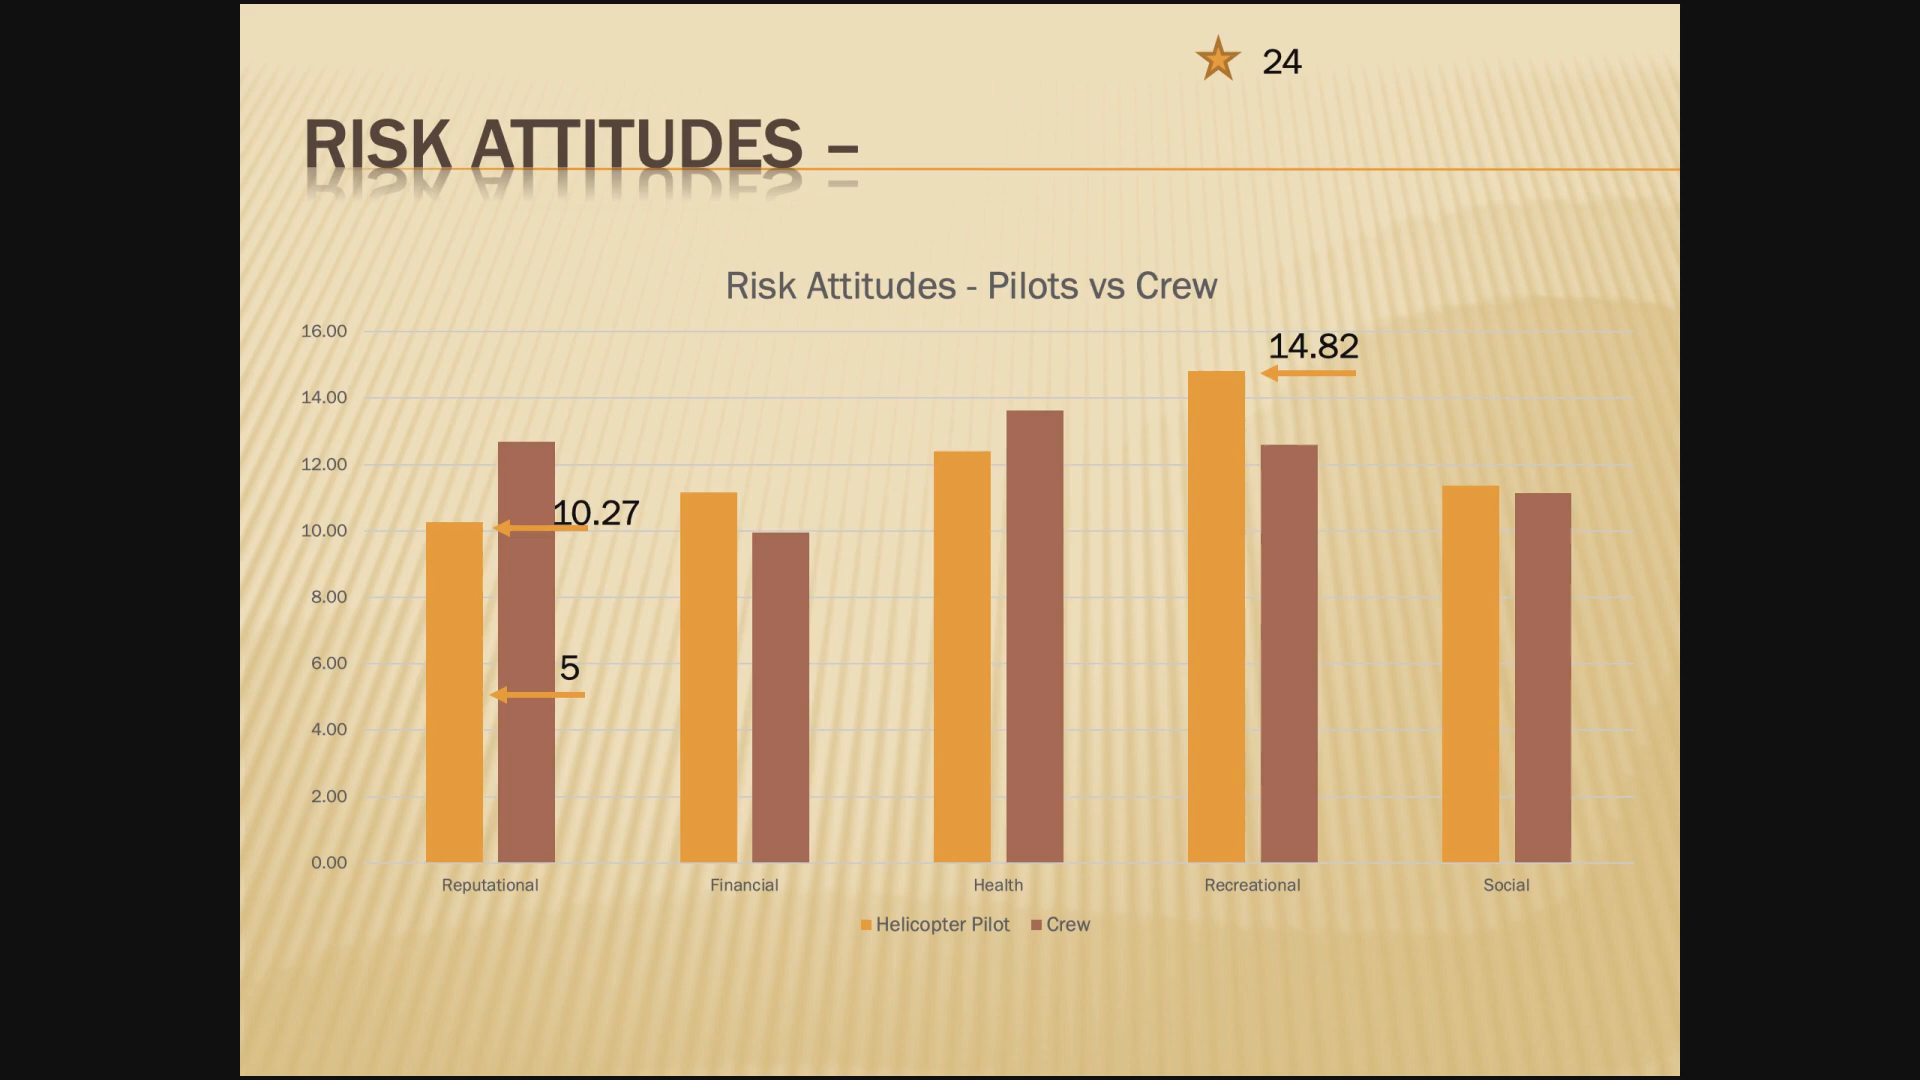 24
RISK ATTITUDES –
Risk Attitudes - Pilots vs Crew
16.00
14.00
12.00
10.00
8.00
6.00
4.00
2.00
0.00
14.82
10.27
5
Reputational
Financial
Health
Recreational
Social
Helicopter Pilot
Crew